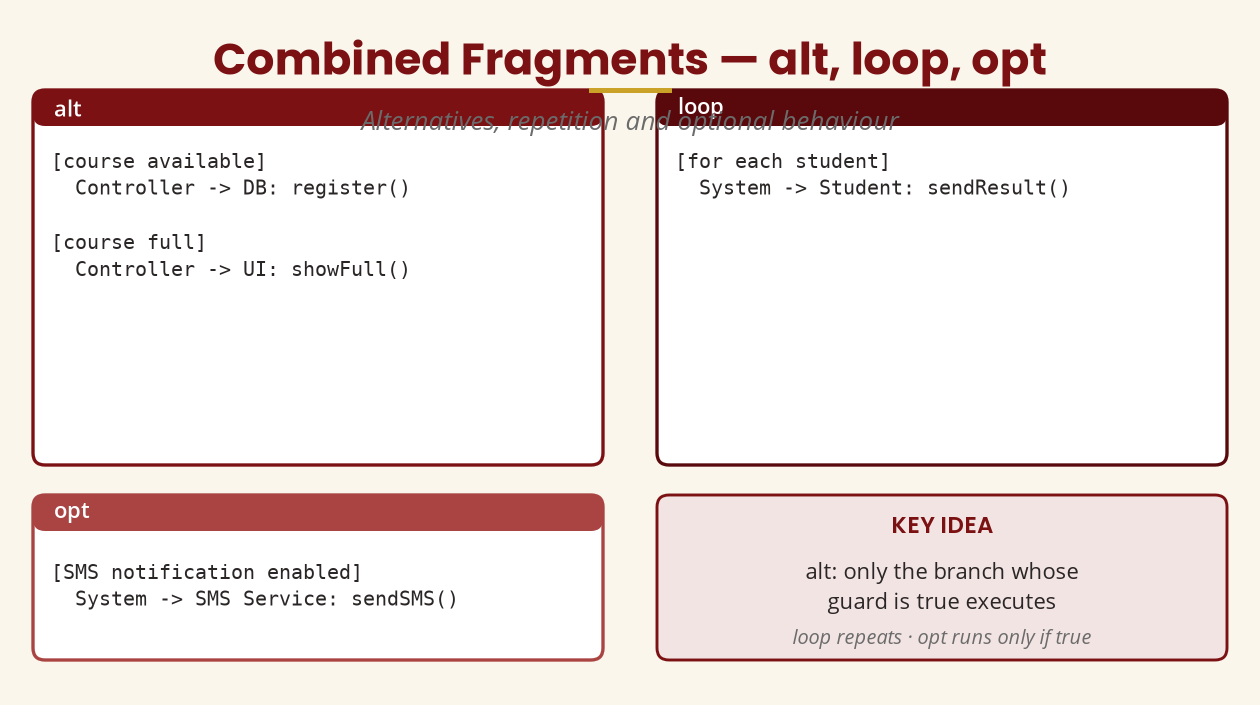 Combined Fragments — alt, loop, opt
Alternatives, repetition and optional behaviour
alt
[course available]
  Controller -> DB: register()
[course full]
  Controller -> UI: showFull()
loop
[for each student]
  System -> Student: sendResult()
opt
[SMS notification enabled]
  System -> SMS Service: sendSMS()
KEY IDEA
alt: only the branch whose
guard is true executes
loop repeats · opt runs only if true